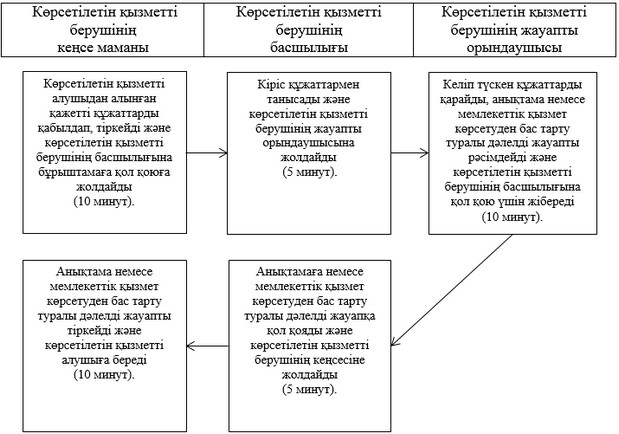 Көрсетілетін қызметті
берушінің
кеңсе маманы
Көрсетілетін қызметті
берушінің
басшылығы
Көрсетілетін қызметті
берушінің жауапты
орындаушысы
Көрсетілетін қызметті
алушыдан алынған
қажетті құжаттарды
қабылдап, тіркейді және
көрсетілетін қызметті
берушінің басшылығына
бұрыштамаға қол қоюға
жолдайды
(10 минут).
Кіріс құжаттармен
танысады және
көрсетілетін қызметті
берушінің жауапты
орындаушысына
жолдайды
(5 минут).
Келіп түскен құжаттарды
қарайды, анықтама немесе
мемлекеттік қызмет
көрсетуден бас тарту
туралы дәлелді жауапты
рәсімдейді және
көрсетілетін қызметті
берушінің басшылығына
қол қою үшін жібереді
(10 минут).
Анықтама немесе
мемлекеттік қызмет
көрсетуден бас тарту
туралы дәлелді жауапты
тіркейді және
көрсетілетін қызметті
алушыға береді
(10 минут).
Анықтамаға немесе
мемлекеттік қызмет
көрсетуден бас тарту
туралы дәлелді жауапқа
қол қояды және
көрсетілетін қызметті
берушінің кеңсесіне
жолдайды
(5 минут).